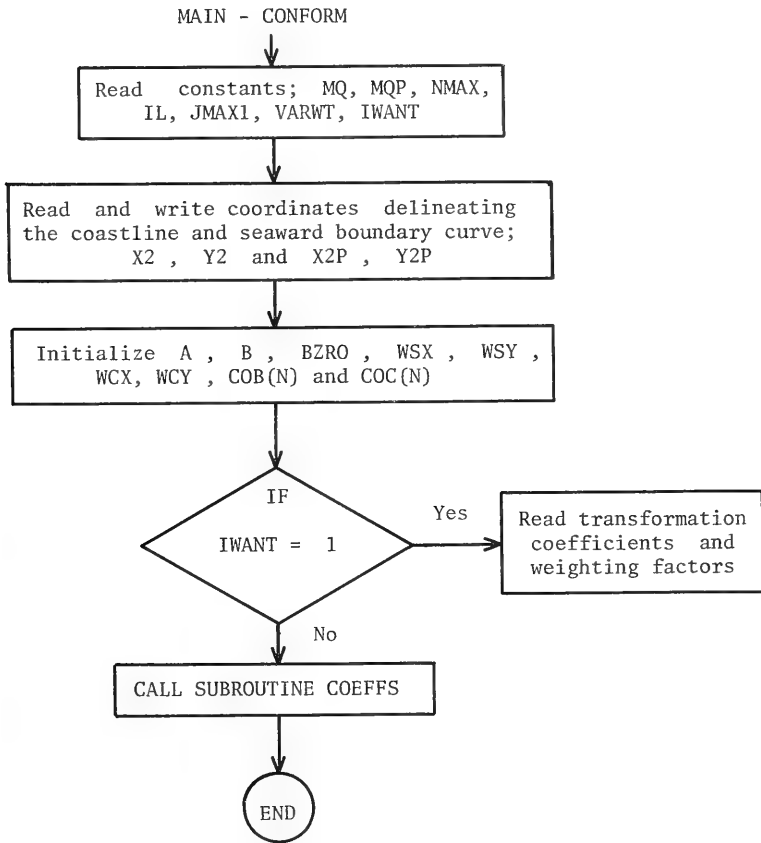 MAIN - CONFORM
Read constants; MQ, MQP, NMAX,
IL, JMAX1, VARWT, IWANT
Read and write coordinates delineating
the coastline and seaward boundary curve;
X2 , Y2 and X2P , Y2P
Initialize A , B , BZRO , WSX , WSY ,
WCX, WCY , COB(N) and COC(N)
IF
IWANT = 1
Yes
Read transformation
coefficients and
weighting factors
No
CALL SUBROUTINE COEFFS
END